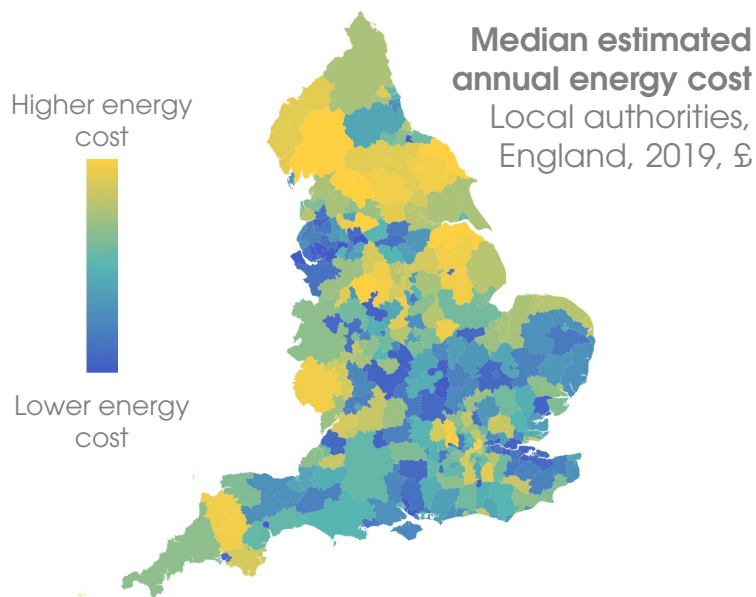 Median estimated
annual energy cost
Local authorities,
England, 2019, £
Higher energy
cost
Lower energy
cost